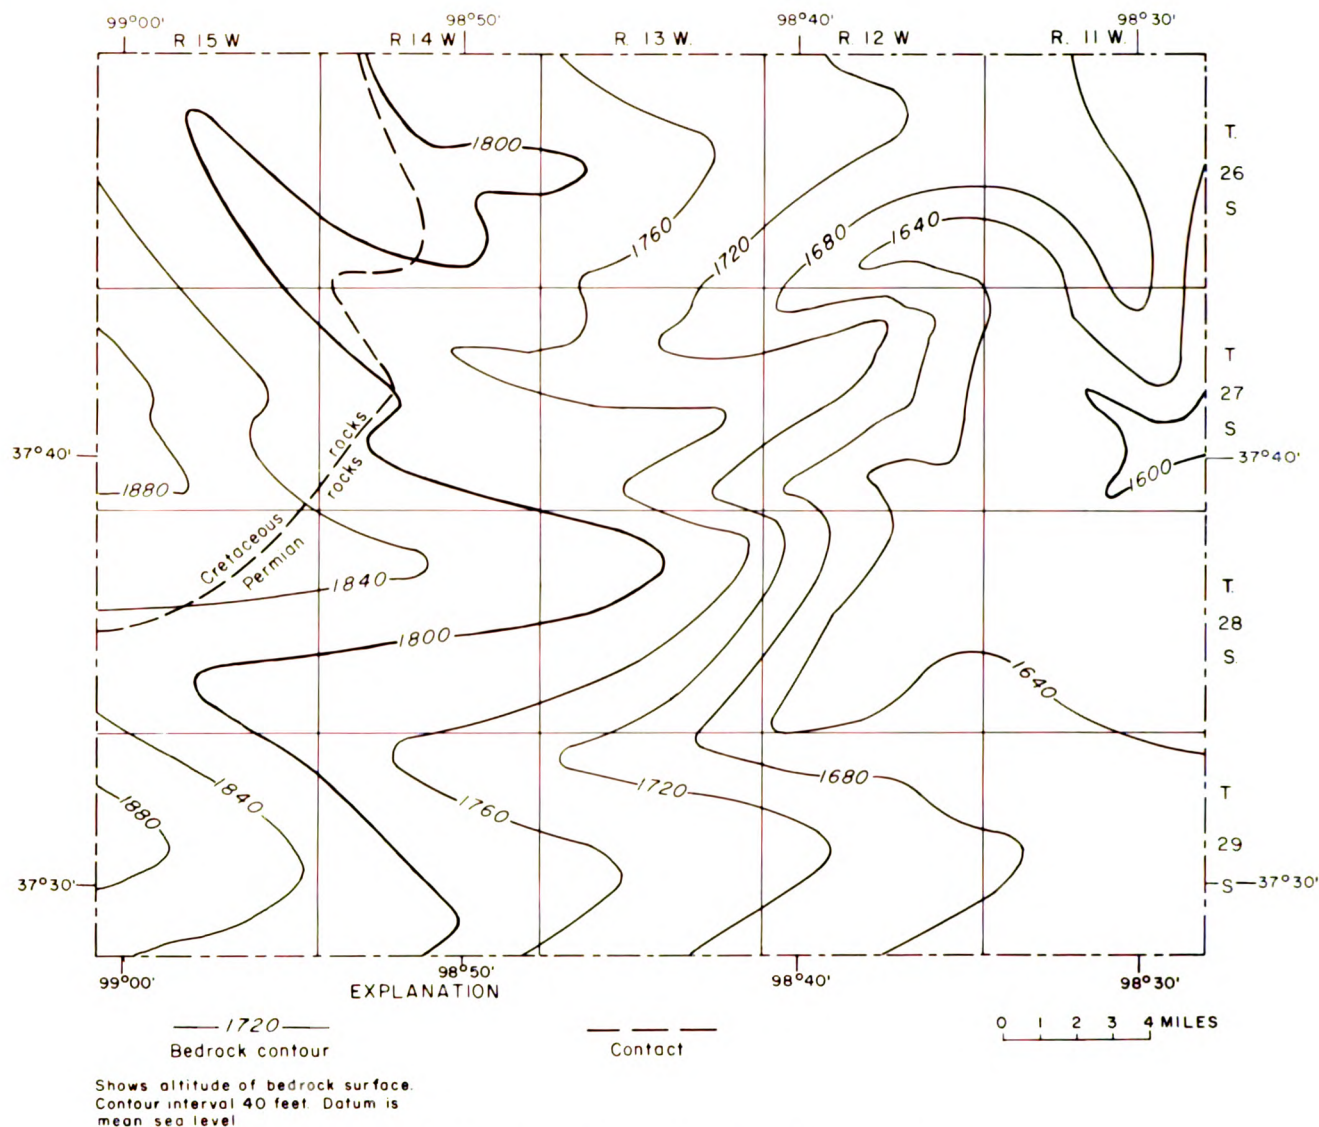 99°00' 98°50' 98°40' 98°30'
R 15 W R 14 W R. 13 W. R. 12 W R. 11 W.
T.
26
S
1800
1760
1720
1680
1640
T
27
S
37°40' 37°40'
1880
1600
rocks
rocks
Cretaceous
Permian
1840
1800
T.
28
S.
1640
1680
1720
1760
1840
1880
T
29
S
37°30' 37°30'
99°00' 98°50' 98°40' 98°30'
EXPLANATION
1720
Bedrock contour
Contact
0 1 2 3 4 MILES
Shows altitude of bedrock surface.
Contour interval 40 feet. Datum is
mean sea level